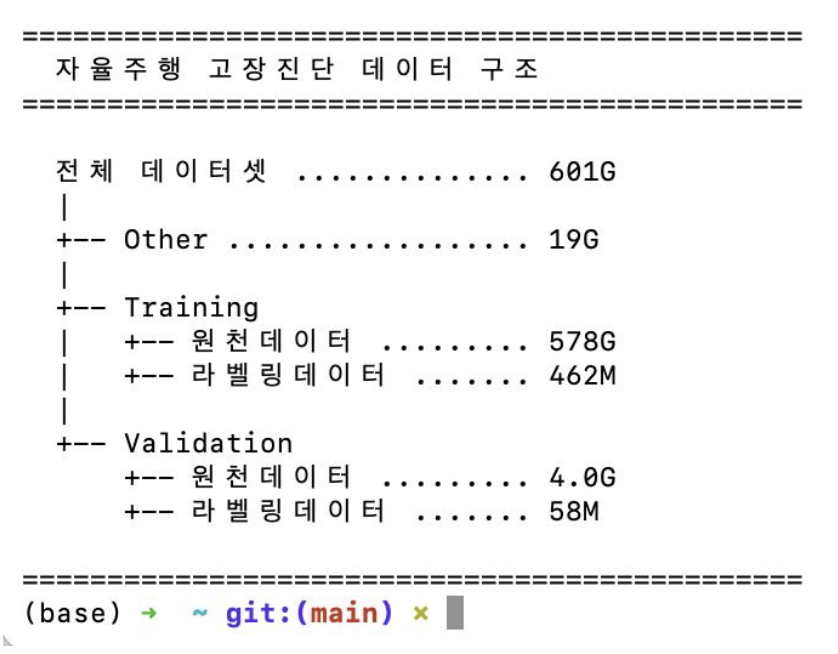 ==============================================
자율주행 고장진단 데이터 구조
==============================================
전체 데이터셋 .............. 601G
|
+-- Other .................. 19G
|
+-- Training
|   +-- 원천데이터 ......... 578G
|   +-- 라벨링데이터 ....... 462M
|
+-- Validation
    +-- 원천데이터 ......... 4.0G
    +-- 라벨링데이터 ....... 58M
==============================================
(base) → ~ git:(main) ×